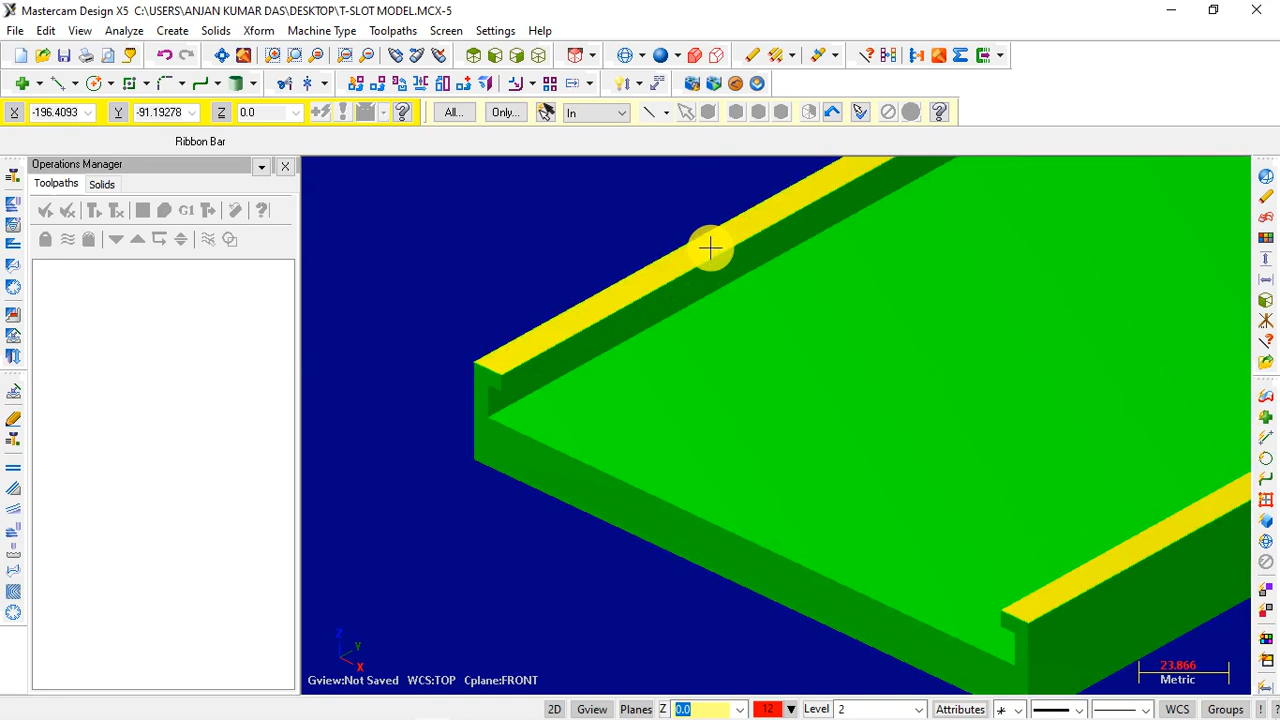 Mastercam Design X5 C:\USERS\ANJAN KUMAR DAS\DESKTOP\T-SLOT MODEL.MCX-5
File Edit View Analyze Create Solids Xform Machine Type Toolpaths Screen Settings Help
X -196.4093 Y -91.19278 Z 0.0 All... Only... In
Ribbon Bar
Operations Manager
Toolpaths Solids
G1
Z
Y
X
23.866
Metric
Gview:Not Saved WCS:TOP Cplane:FRONT
2D Gview Planes Z 0.0 12 Level 2 Attributes WCS Groups ! ?